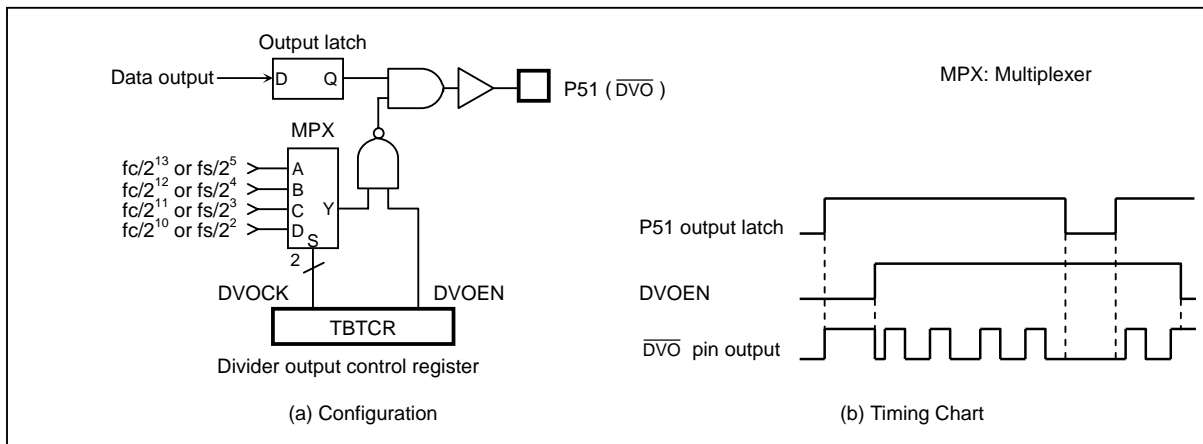 Output latch
Data output
D
Q
P51 ( DVO )
MPX: Multiplexer
MPX
fc/2^13 or fs/2^5
A
fc/2^12 or fs/2^4
B
fc/2^11 or fs/2^3
C
Y
fc/2^10 or fs/2^2
D
S
2
DVOCK
DVOEN
TBTCR
Divider output control register
(a) Configuration
P51 output latch
DVOEN
DVO pin output
(b) Timing Chart